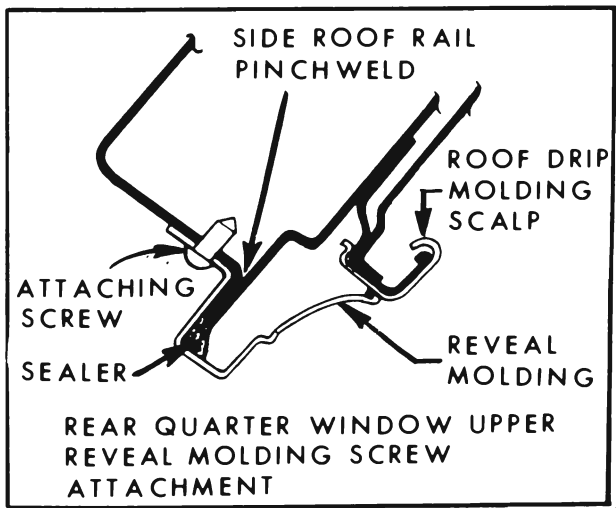 SIDE ROOF RAIL
PINCHWELD
ROOF DRIP
MOLDING
SCALP
ATTACHING
SCREW
SEALER
REVEAL
MOLDING
REAR QUARTER WINDOW UPPER
REVEAL MOLDING SCREW
ATTACHMENT